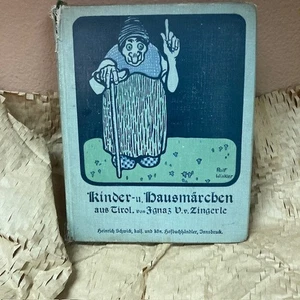 Kinder- u. Hausmärchen
aus Tirol. von Ignaz V. v. Zingerle
Heinrich Schwick, kais. und kön. Hofbuchhändler, Innsbruck.